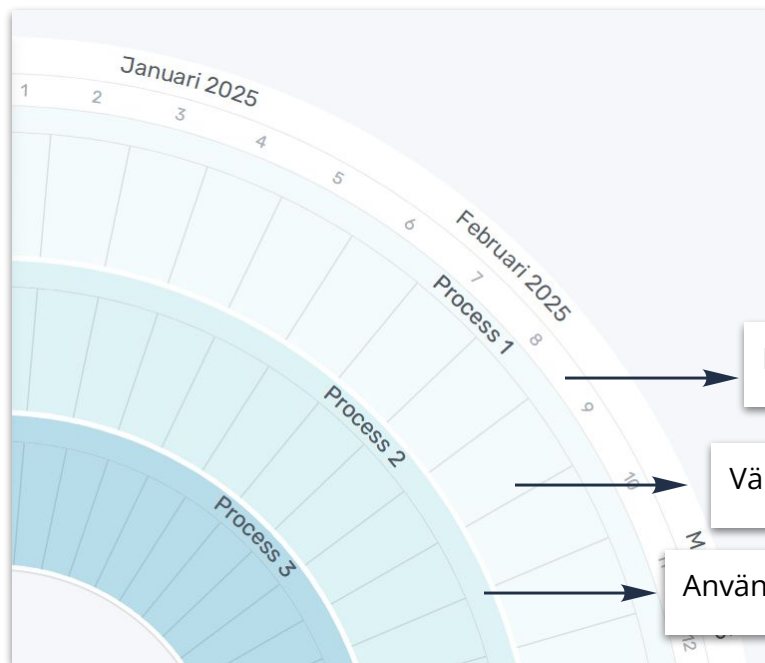 Januari 2025
1 2 3 4 5 6 7 8 9 10 12
Februari 2025
Process 1
Process 2
Process 3
Vä
Använ
M